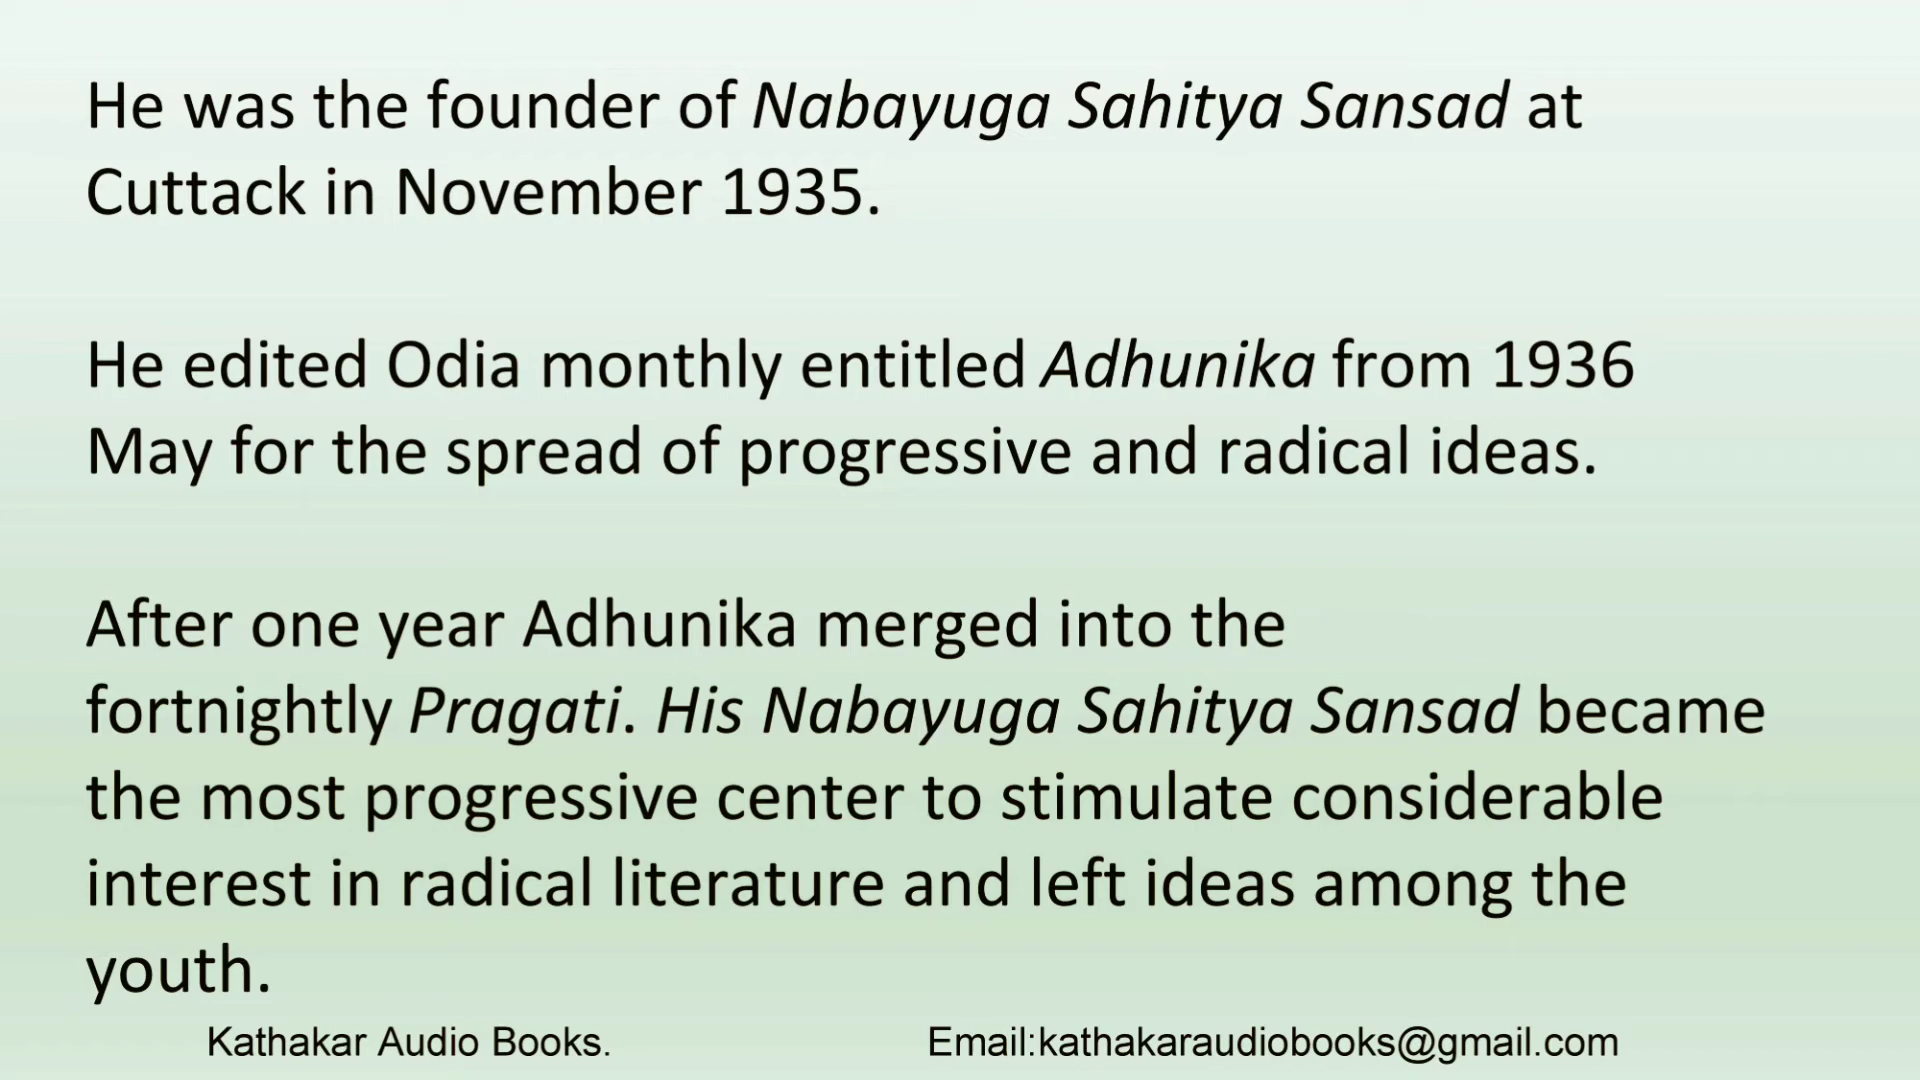 He was the founder of Nabayuga Sahitya Sansad at
Cuttack in November 1935.
He edited Odia monthly entitled Adhunika from 1936
May for the spread of progressive and radical ideas.
After one year Adhunika merged into the
fortnightly Pragati. His Nabayuga Sahitya Sansad became
the most progressive center to stimulate considerable
interest in radical literature and left ideas among the
youth.
Kathakar Audio Books. Email:kathakaraudiobooks@gmail.com